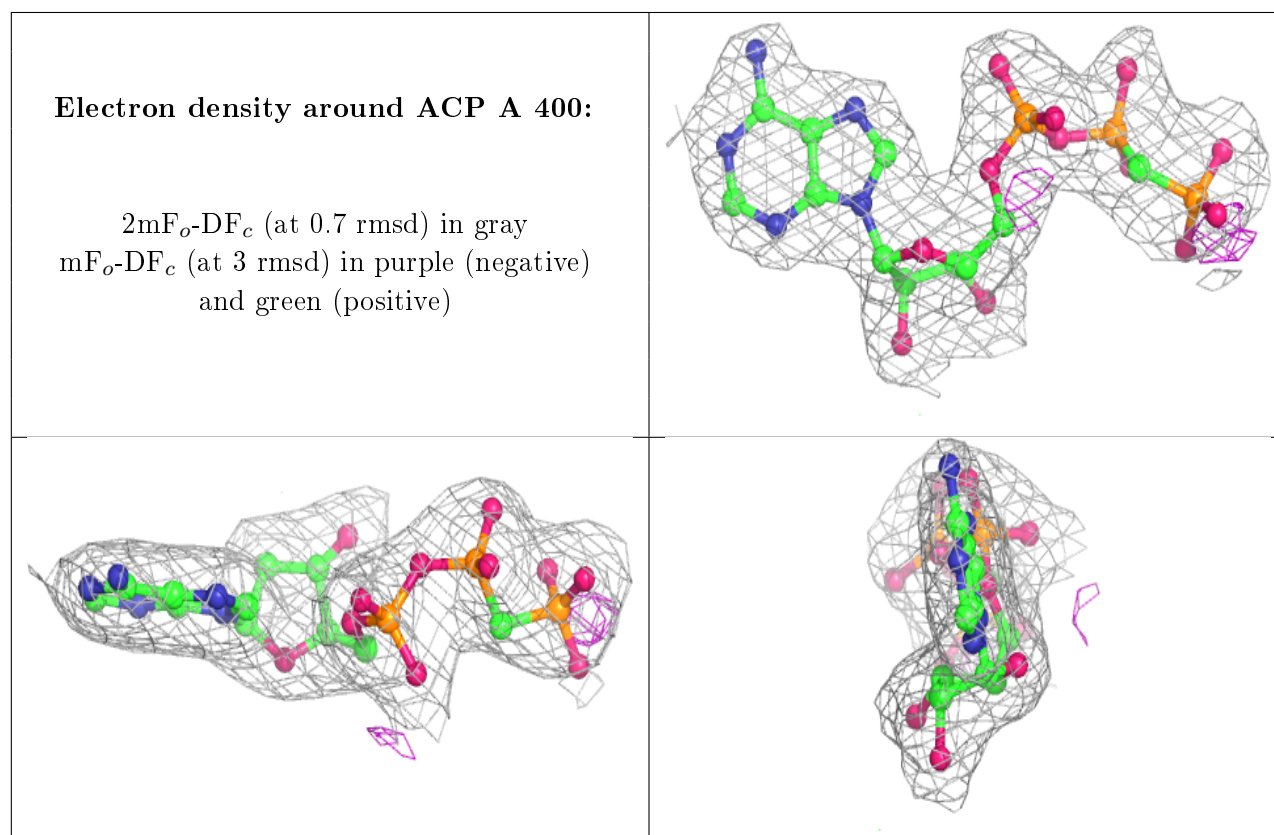 Electron density around ACP A 400:
2mFo-DFc (at 0.7 rmsd) in gray
mFo-DFc (at 3 rmsd) in purple (negative)
and green (positive)